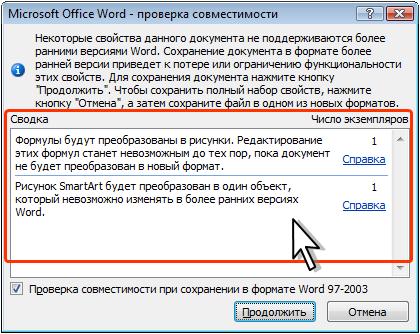 Microsoft Office Word - проверка совместимости
Некоторые свойства данного документа не поддерживаются более
ранними версиями Word. Сохранение документа в формате более
ранней версии приведет к потере или ограничению функциональности
этих свойств. Для сохранения документа нажмите кнопку
"Продолжить". Чтобы сохранить полный набор свойств, нажмите
кнопку "Отмена", а затем сохраните файл в одном из новых форматов.
Сводка Число экземпляров
Формулы будут преобразованы в рисунки. Редактирование 1
этих формул станет невозможным до тех пор, пока документ Справка
не будет преобразован в новый формат.
Рисунок SmartArt будет преобразован в один объект, 1
который невозможно изменять в более ранних версиях Справка
Word.
Проверка совместимости при сохранении в формате Word 97-2003
Продолжить Отмена